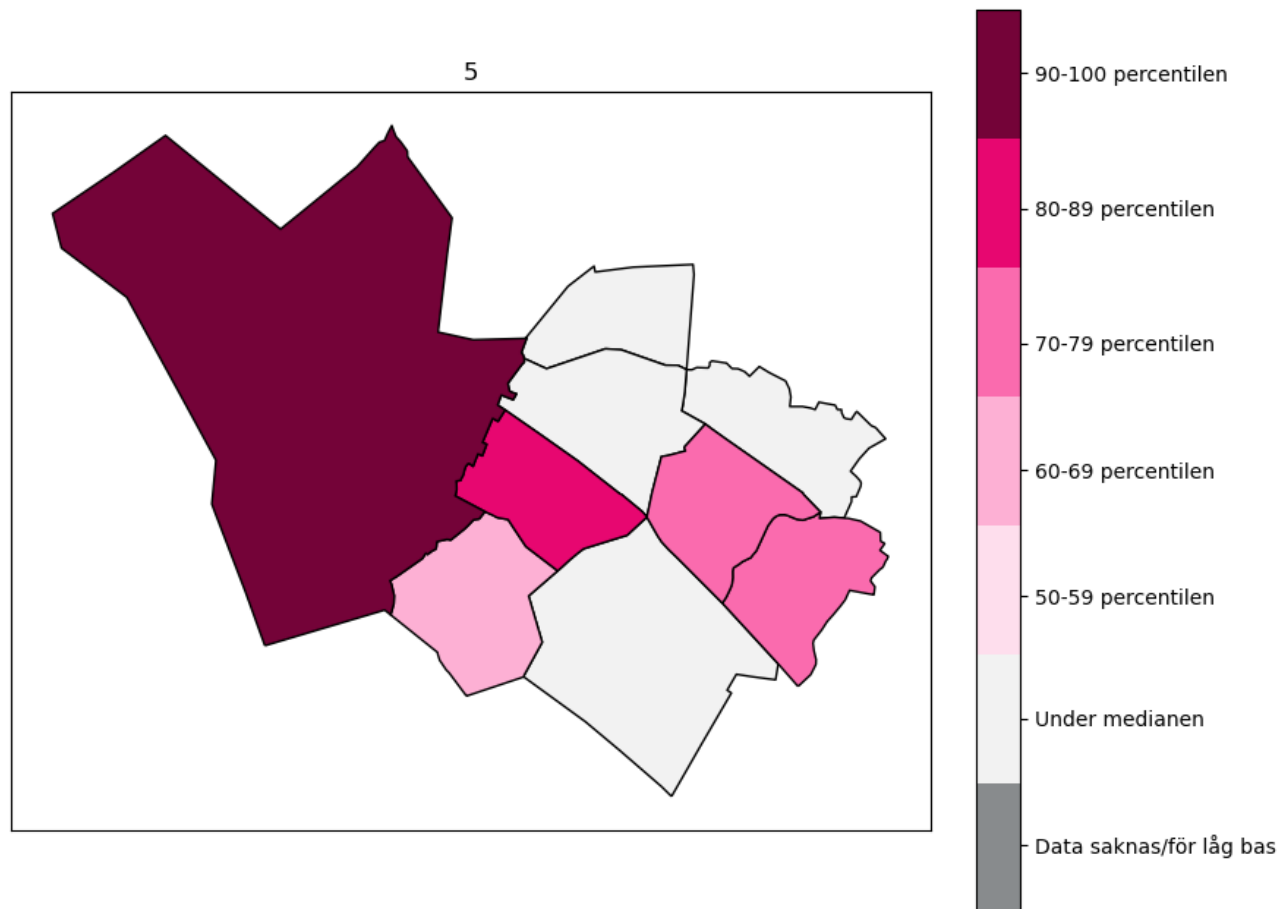 5
90-100 percentilen
80-89 percentilen
70-79 percentilen
60-69 percentilen
50-59 percentilen
Under medianen
Data saknas/för låg bas